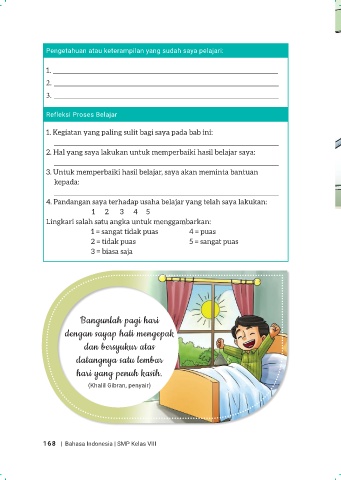 Pengetahuan atau keterampilan yang sudah saya pelajari:
1.
2.
3.
Refleksi Proses Belajar
1. Kegiatan yang paling sulit bagi saya pada bab ini:
2. Hal yang saya lakukan untuk memperbaiki hasil belajar saya:
3. Untuk memperbaiki hasil belajar, saya akan meminta bantuan
kepada:
4. Pandangan saya terhadap usaha belajar yang telah saya lakukan:
1 2 3 4 5
Lingkari salah satu angka untuk menggambarkan:
1 = sangat tidak puas 4 = puas
2 = tidak puas 5 = sangat puas
3 = biasa saja
Bangunlah pagi hari
dengan sayap hati mengepak
dan bersyukur atas
datangnya satu lembar
hari yang penuh kasih.
(Khalil Gibran, penyair)
168 | Bahasa Indonesia | SMP Kelas VIII